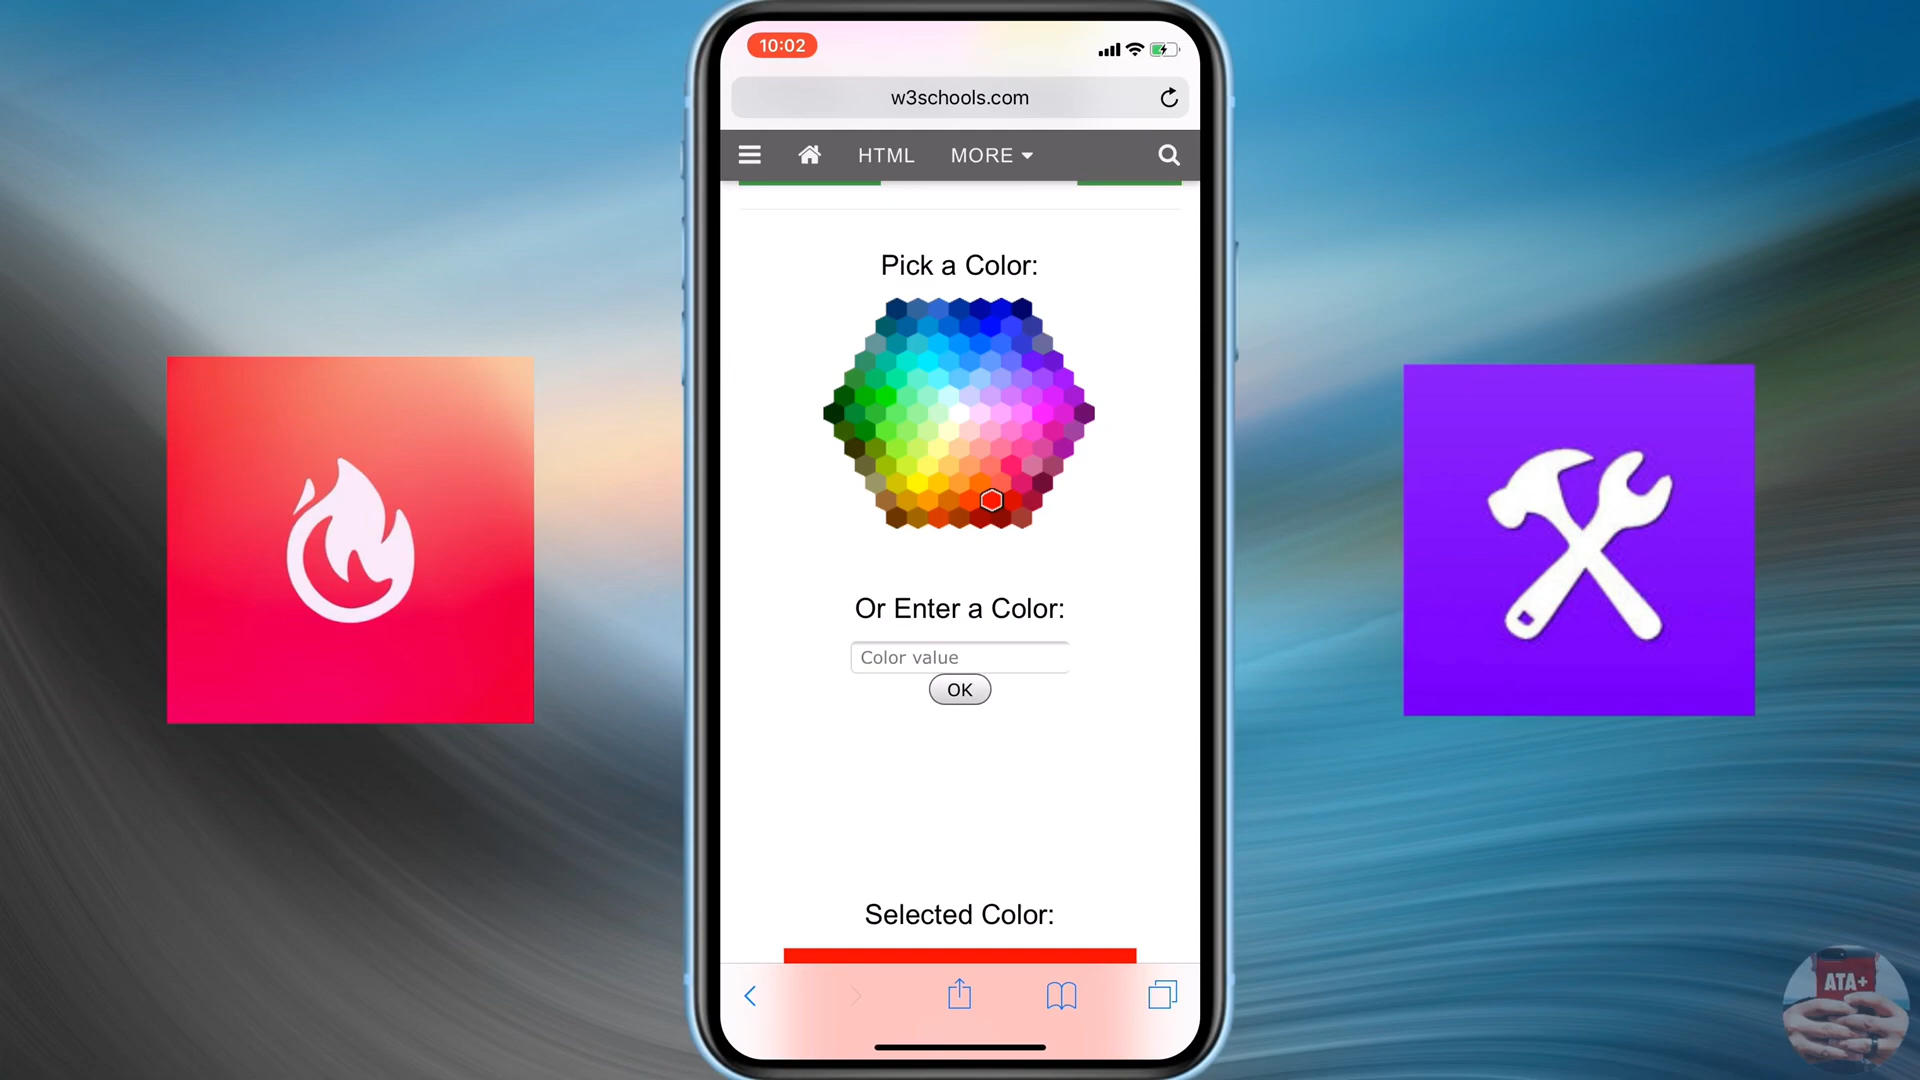 10:02
w3schools.com
HTML MORE
Pick a Color:
Or Enter a Color:
Color value
OK
Selected Color:
ATA+